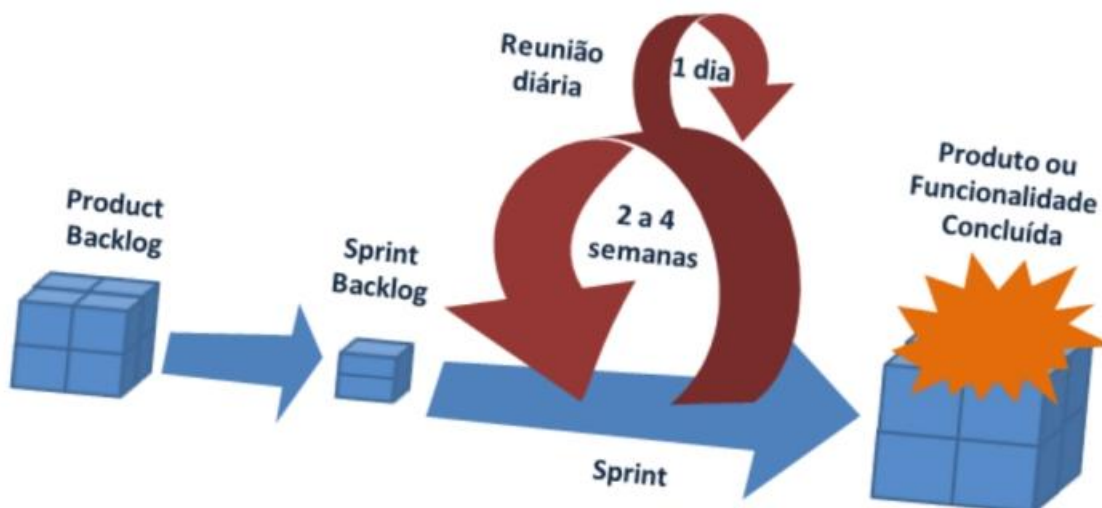 Product
Backlog
Sprint
Backlog
Reunião
diária
1 dia
2 a 4
semanas
Sprint
Produto ou
Funcionalidade
Concluída